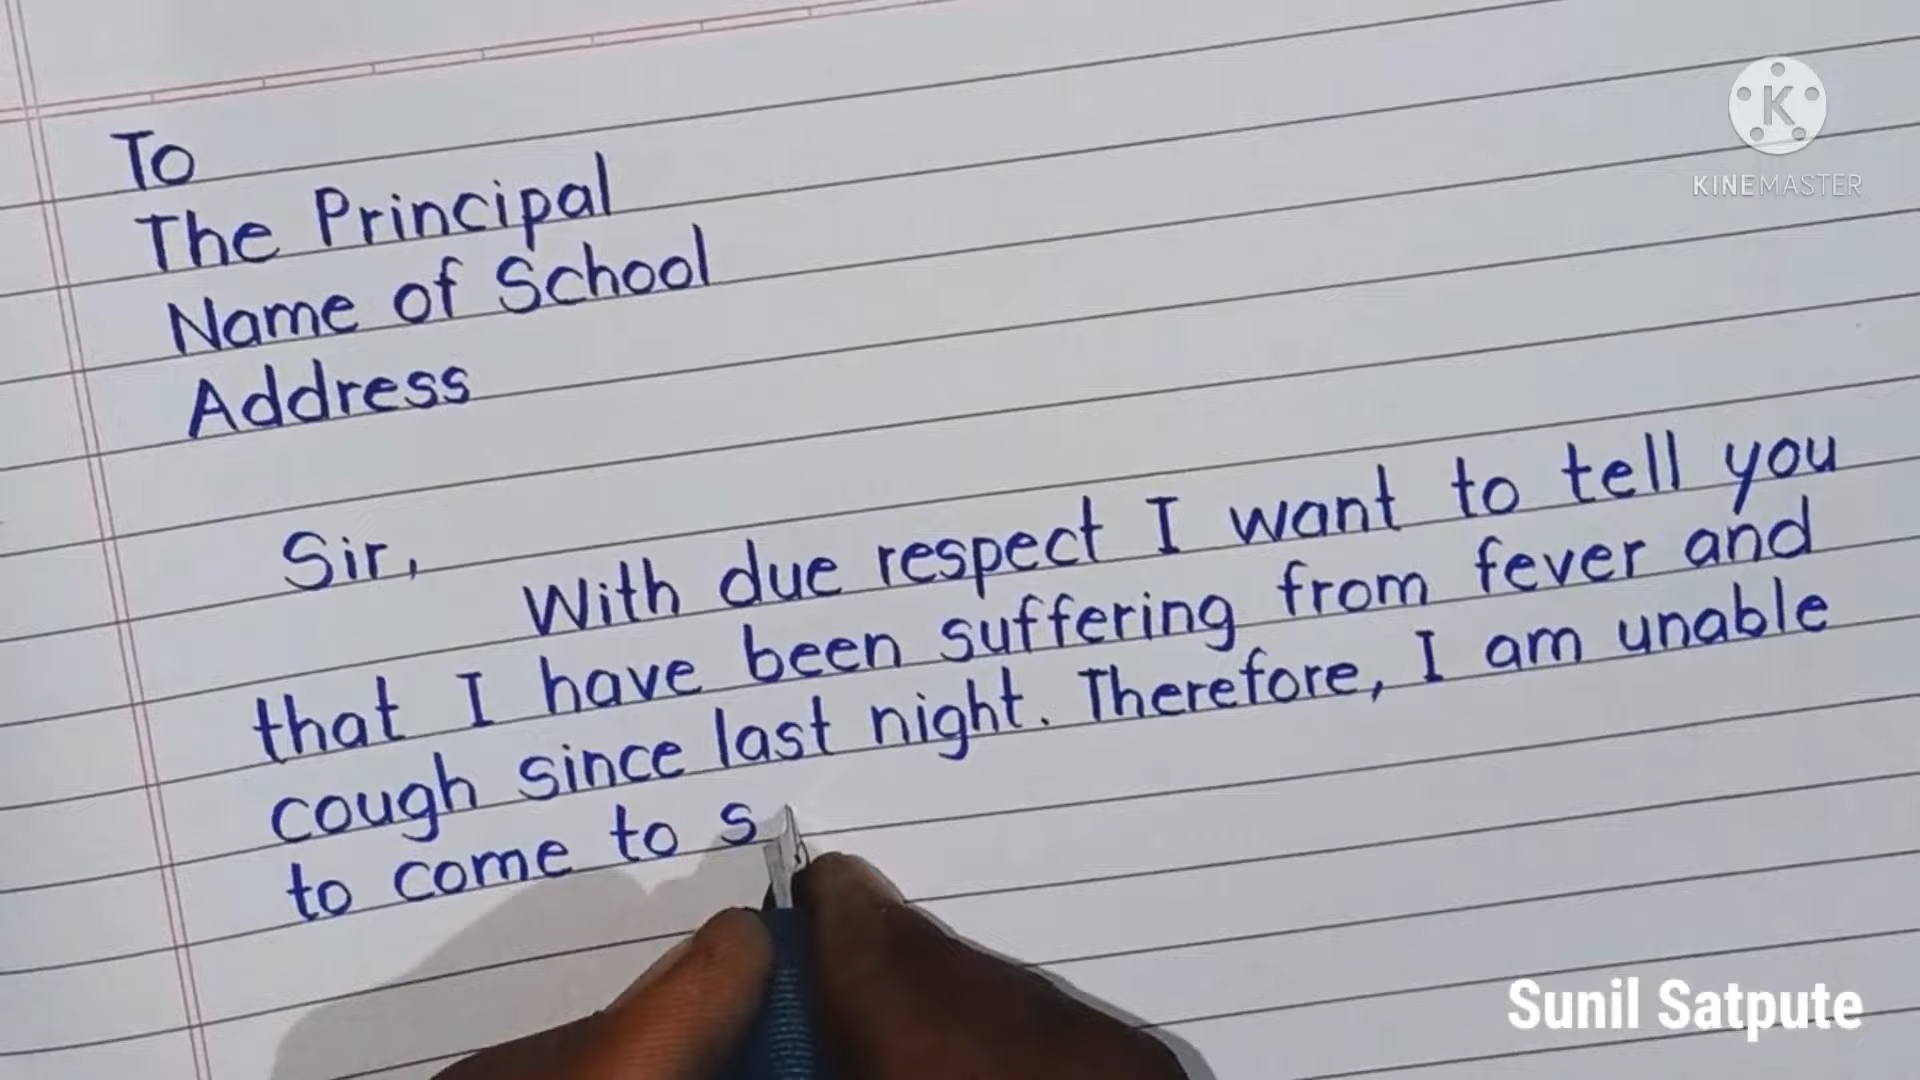 To
The Principal
Name of School
Address
Sir,
With due respect I want to tell you
that I have been suffering from fever and
cough since last night. Therefore, I am unable
to come to s
K
KINEMASTER
Sunil Satpute